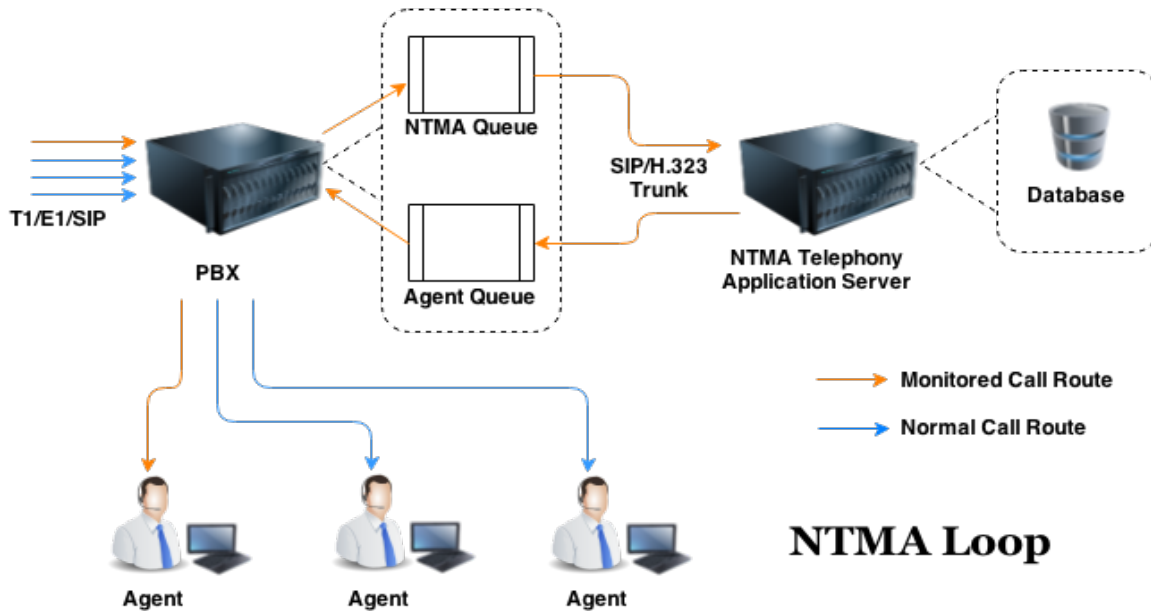 NTMA Queue
T1/E1/SIP
SIP/H.323
Trunk
Database
PBX
Agent Queue
NTMA Telephony
Application Server
Monitored Call Route
Normal Call Route
NTMA Loop
Agent
Agent
Agent